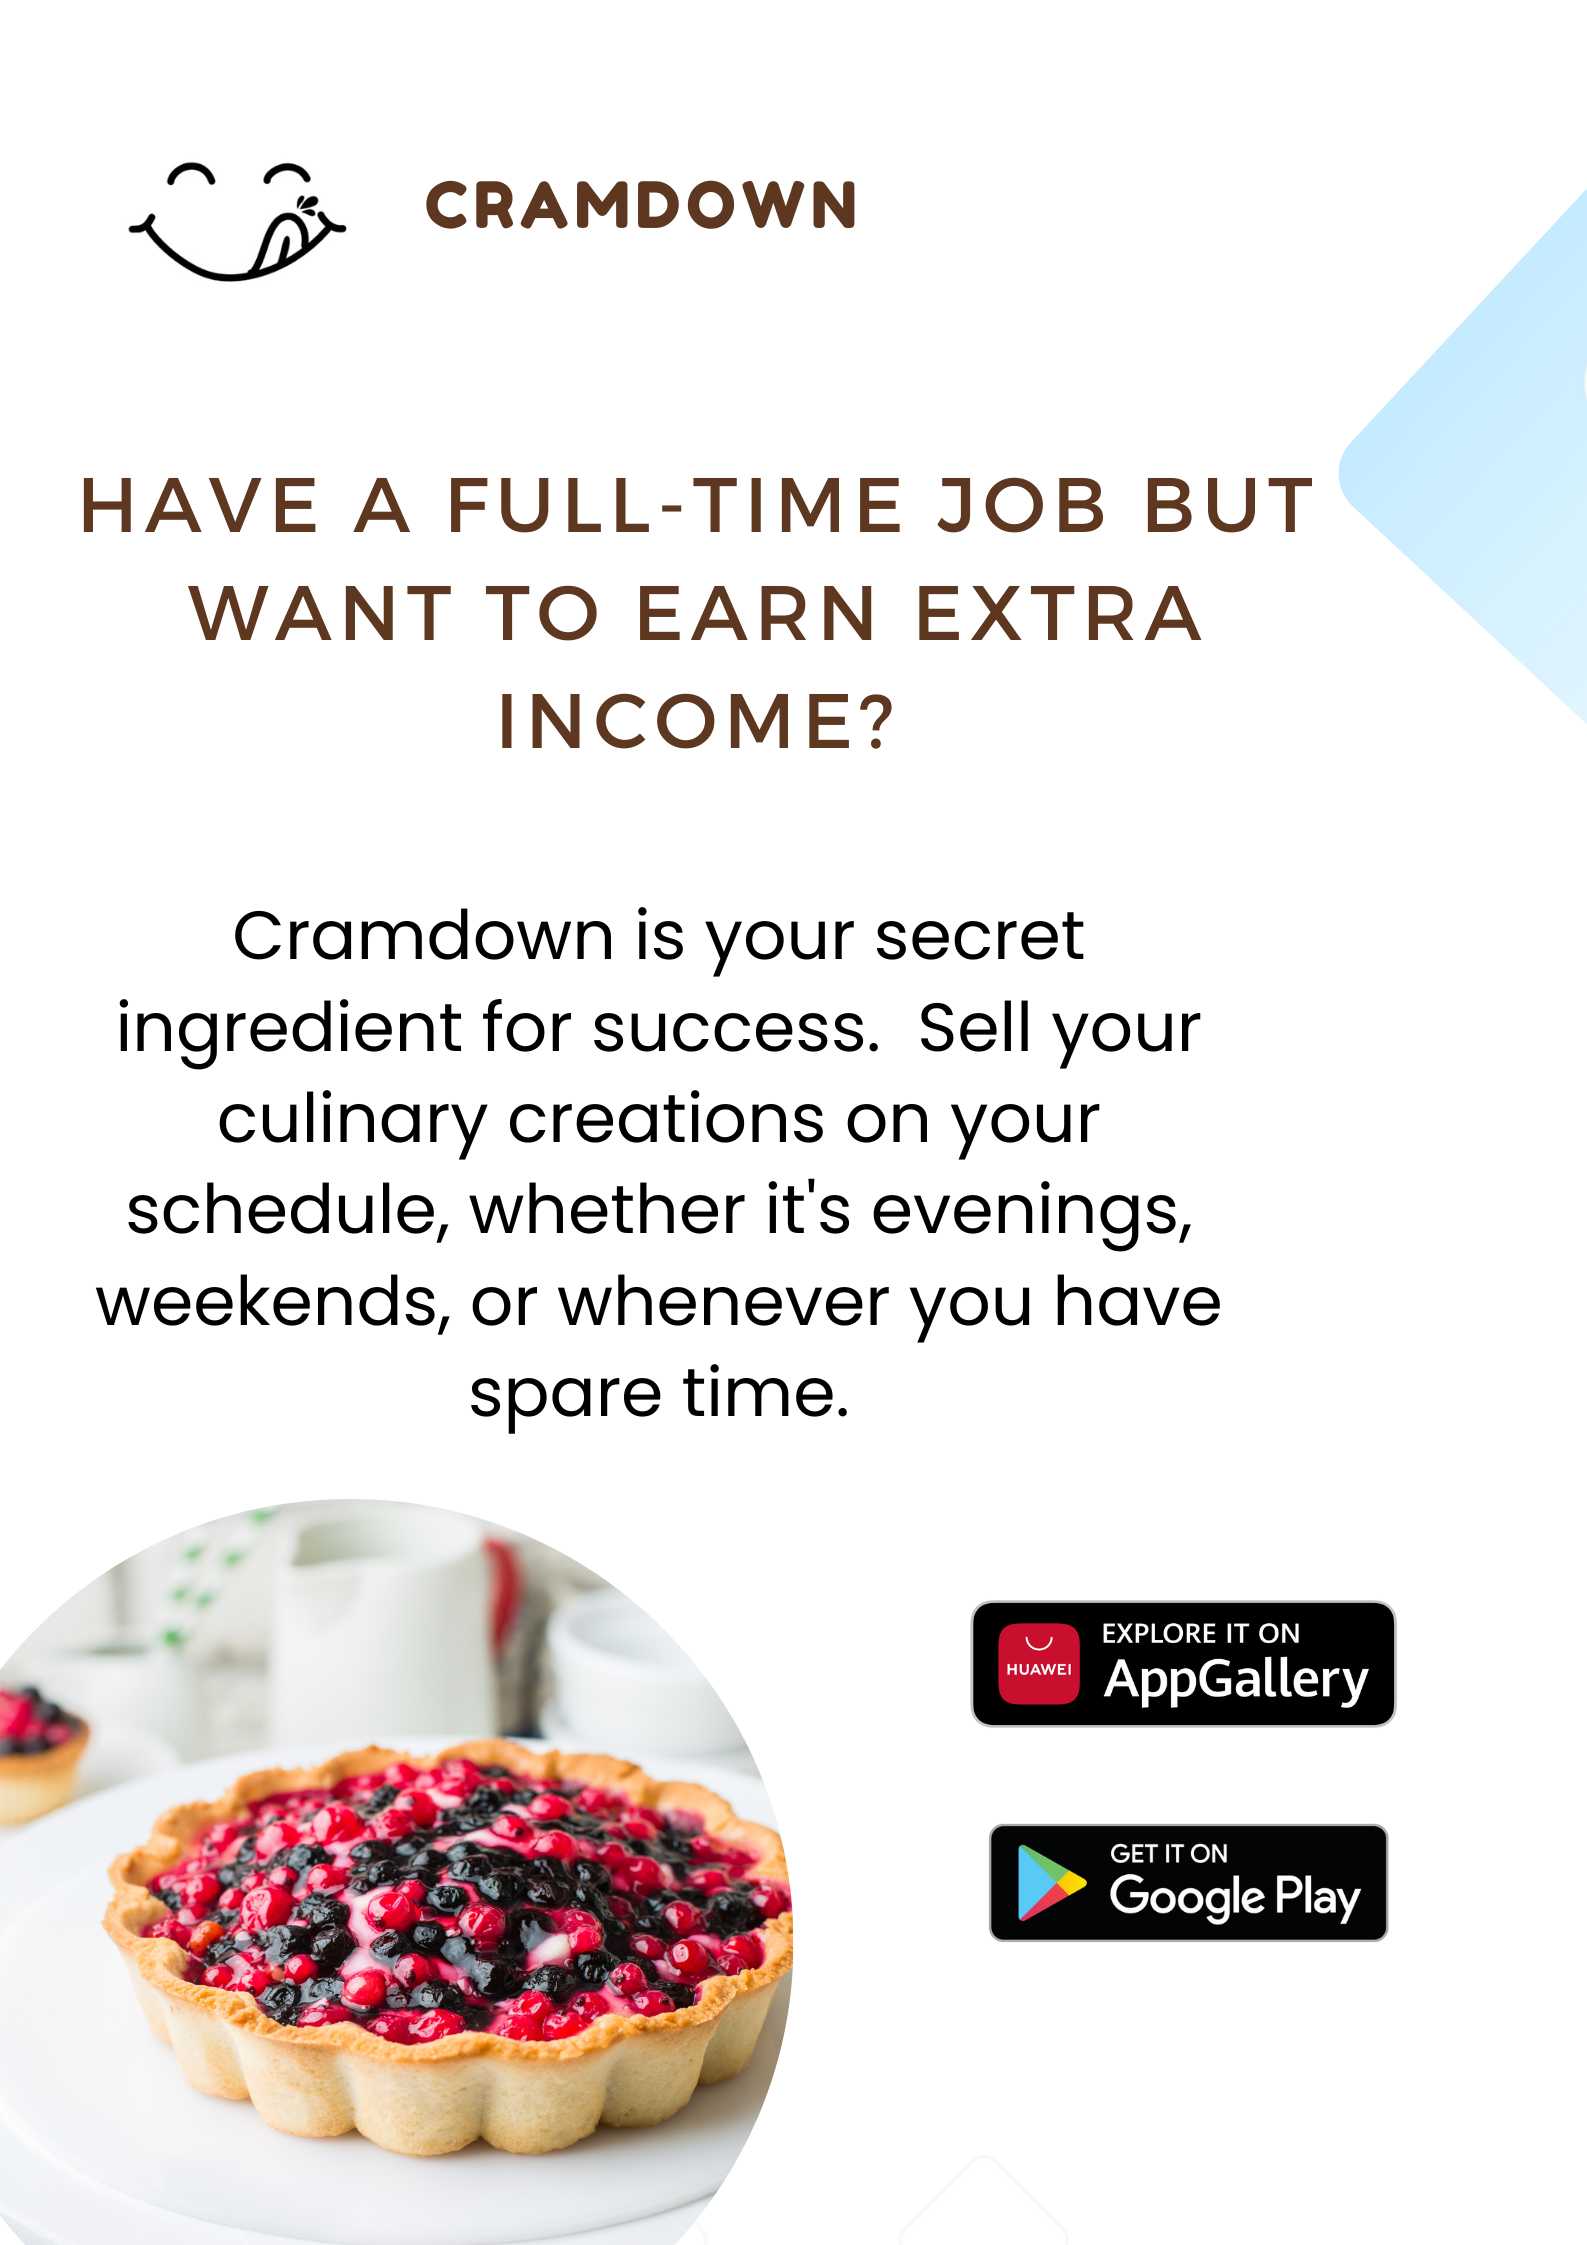 CRAMDOWN
HAVE A FULL-TIME JOB BUT
WANT TO EARN EXTRA
INCOME?
Cramdown is your secret
ingredient for success.  Sell your
culinary creations on your
schedule, whether it's evenings,
weekends, or whenever you have
spare time.
EXPLORE IT ON
HUAWEI
AppGallery
GET IT ON
Google Play